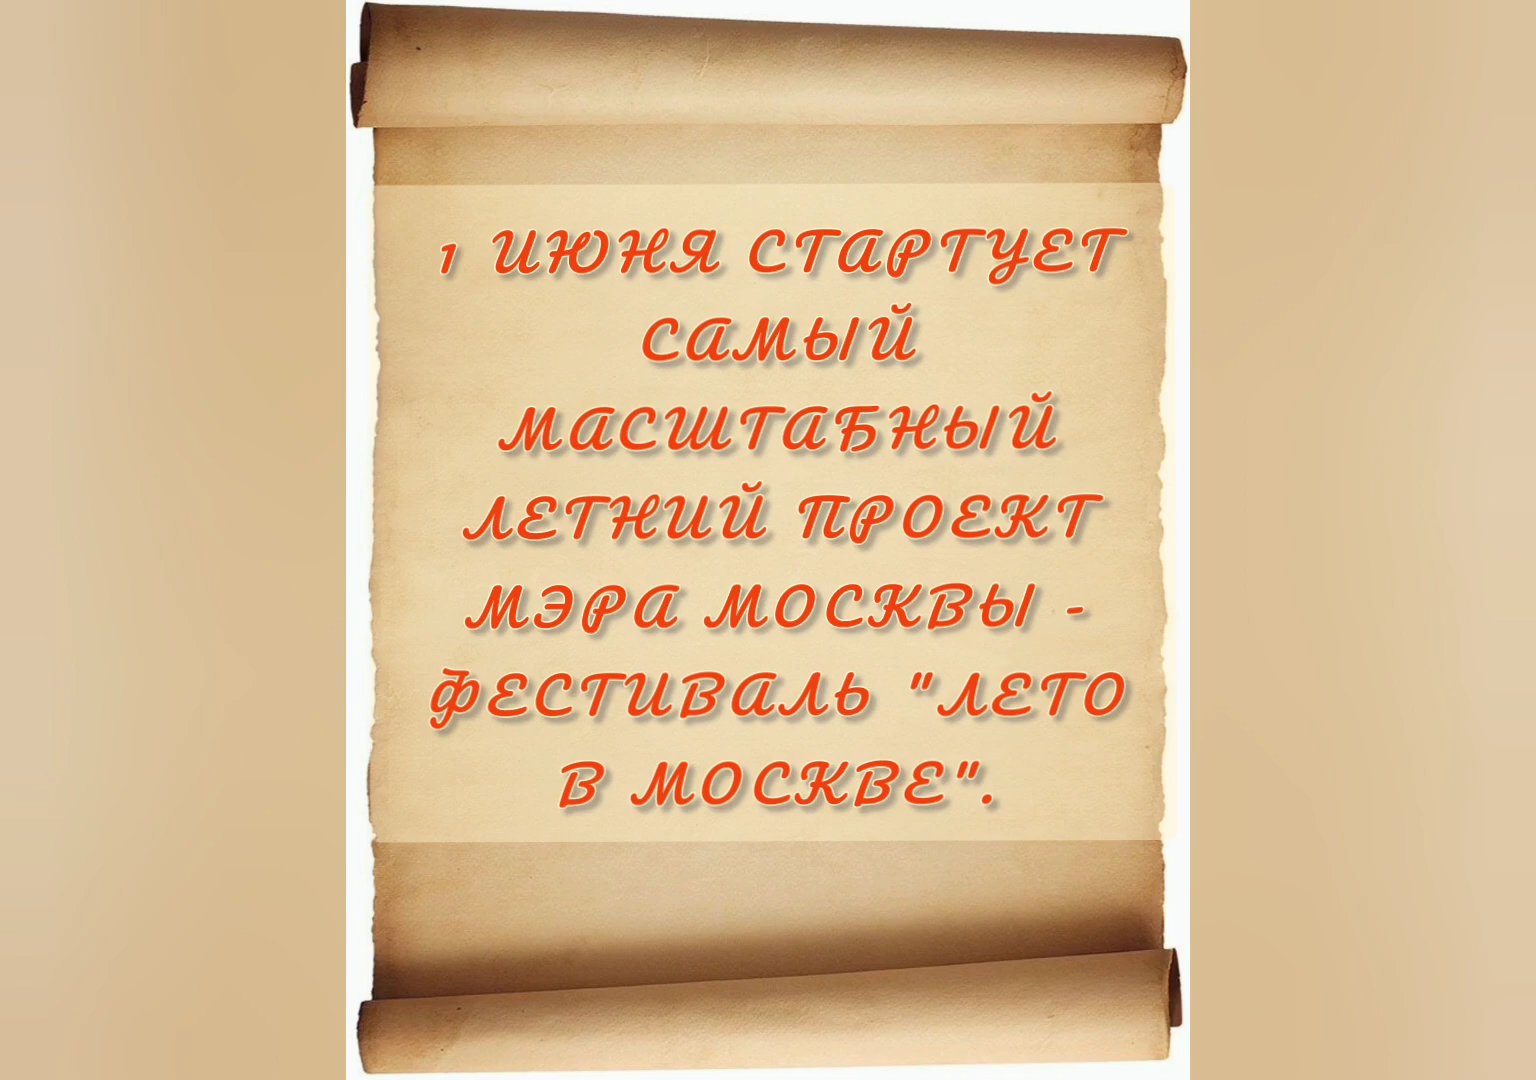 1 ИЮНЯ СТАРТУЕТ
САМЫЙ
МАСШТАБНЫЙ
ЛЕТНИЙ ПРОЕКТ
МЭРА МОСКВЫ -
ФЕСТИВАЛЬ "ЛЕТО
В МОСКВЕ".